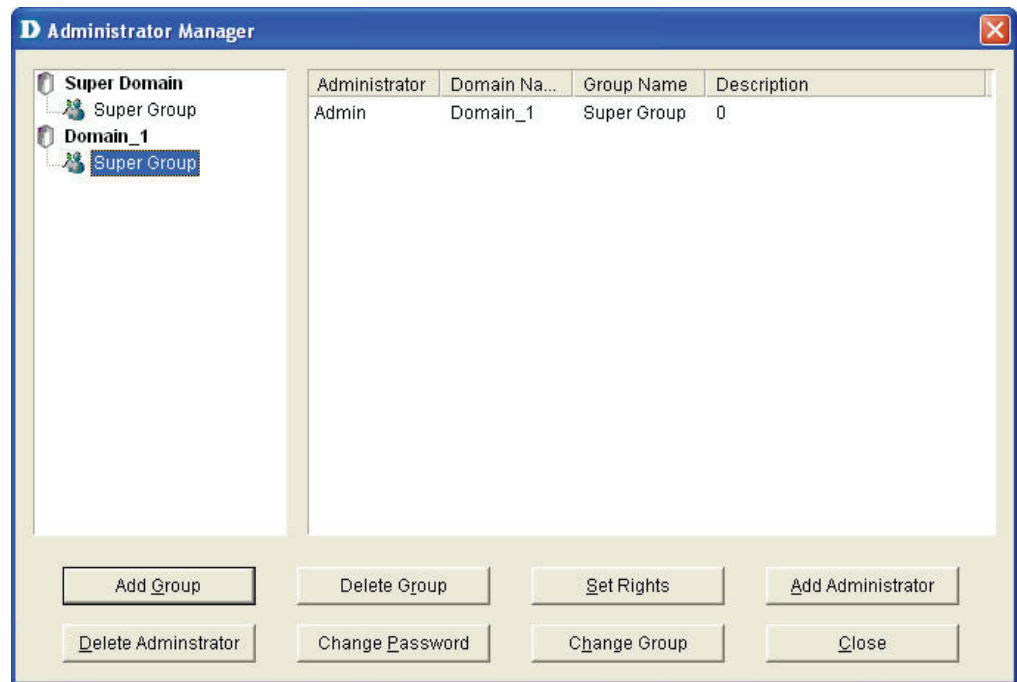 D Administrator Manager
Super Domain
Super Group
Domain_1
Super Group
Administrator Domain Na... Group Name Description
Admin Domain_1 Super Group 0
Add Group Delete Group Set Rights Add Administrator
Delete Adminstrator Change Password Change Group Close